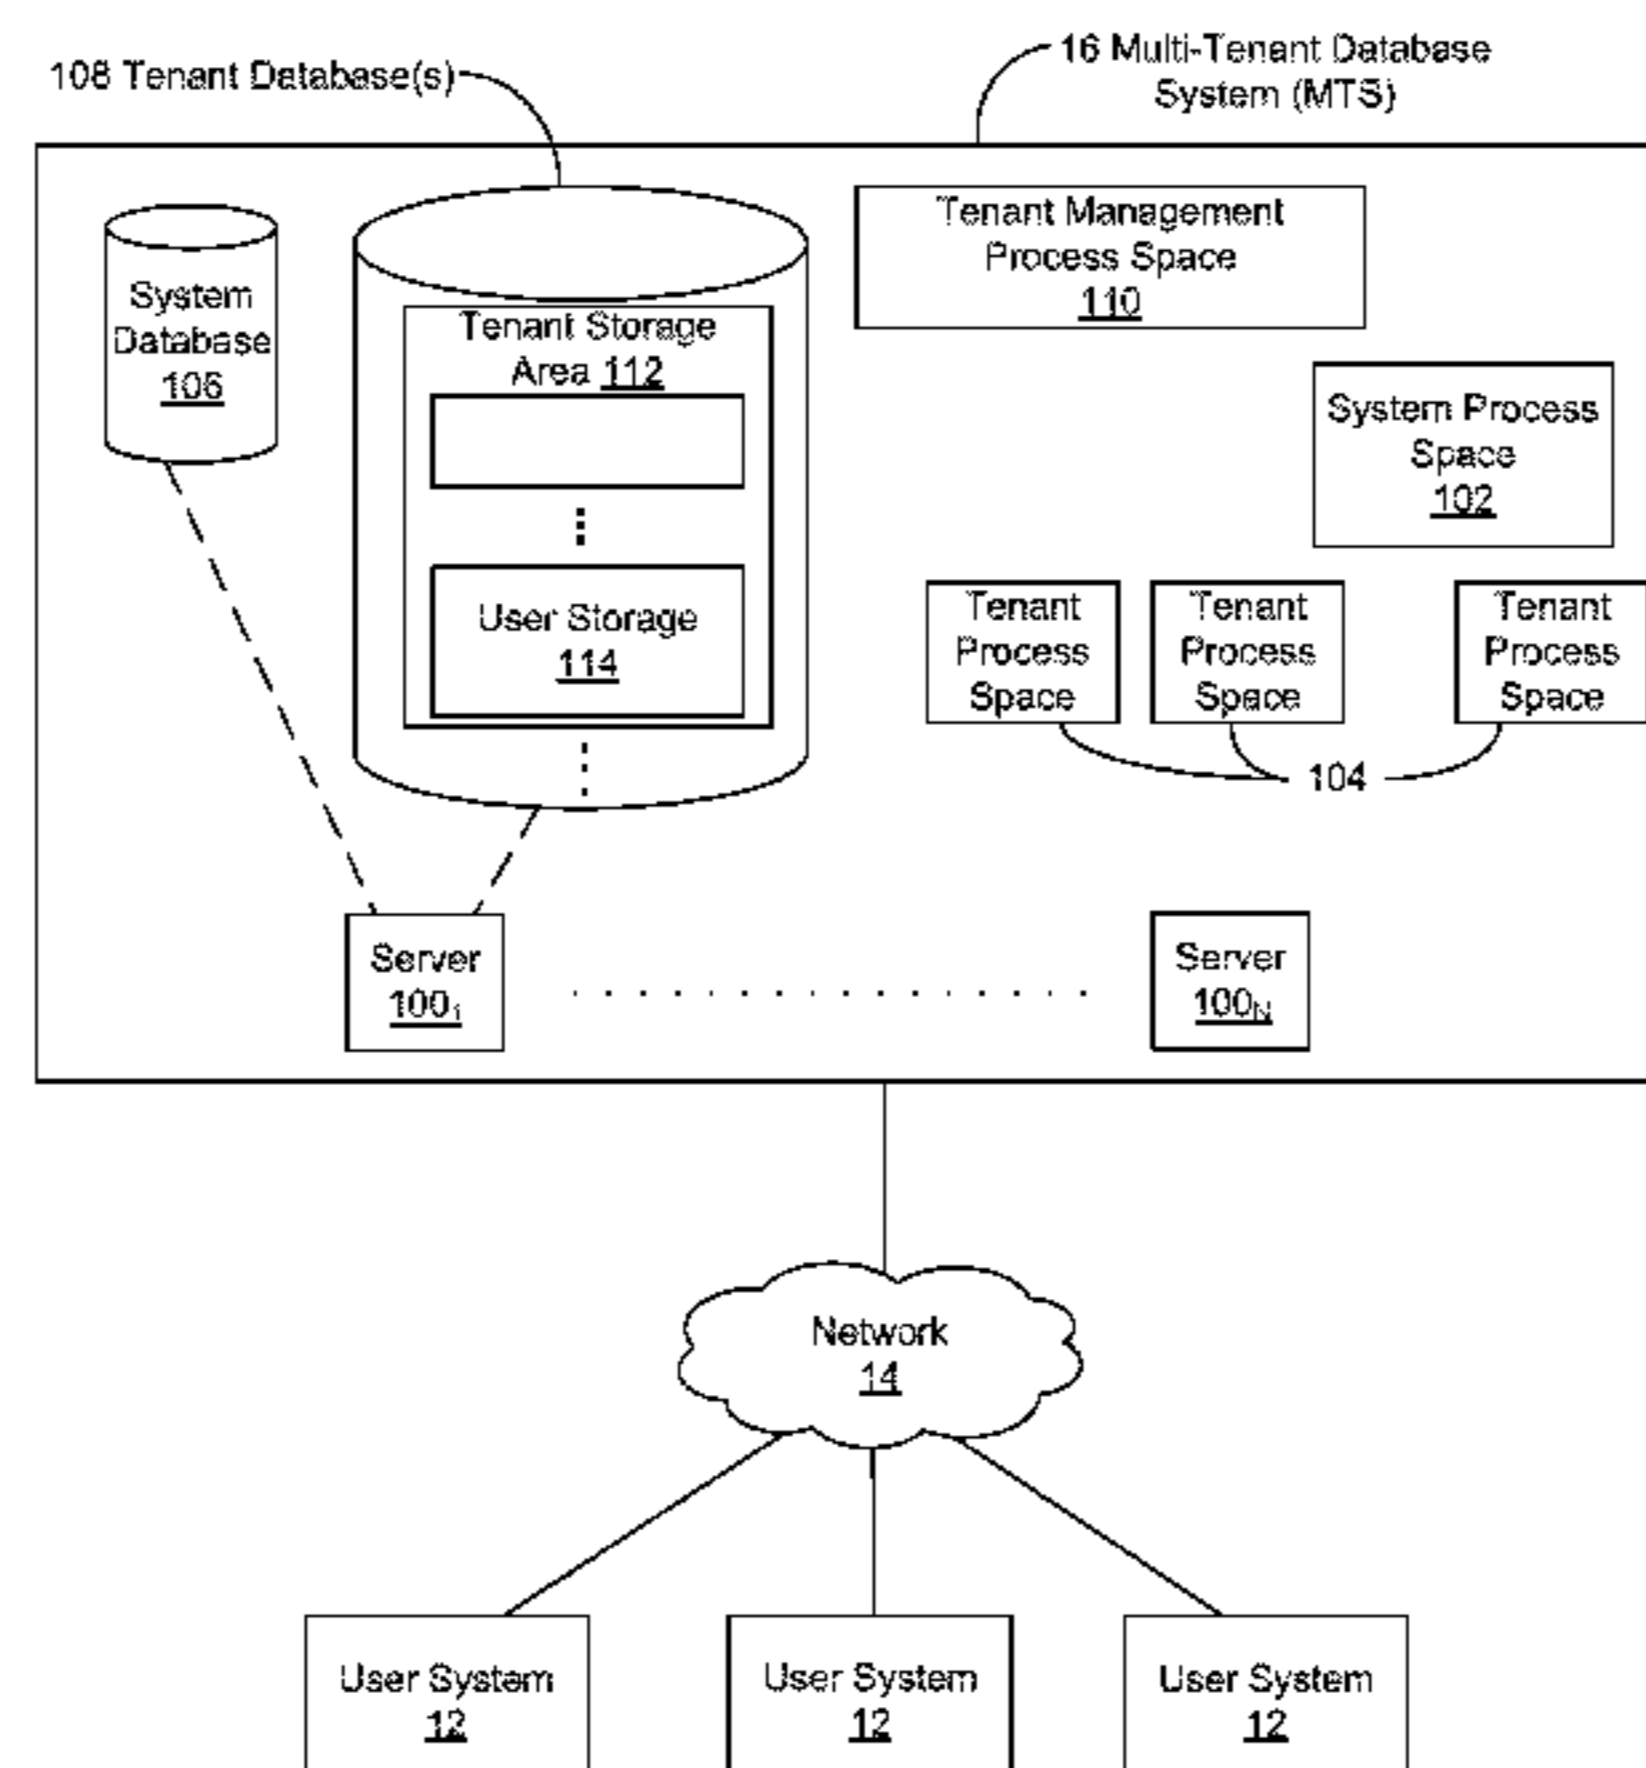 108 Tenant Database(s)
16 Multi-Tenant Database
System (MTS)
System
Database
106
Tenant Storage
Area 112
User Storage
114
Tenant Management
Process Space
110
System Process
Space
102
Tenant
Process
Space
Tenant
Process
Space
Tenant
Process
Space
104
Server
100₁
Server
100N
Network
14
User System
12
User System
12
User System
12